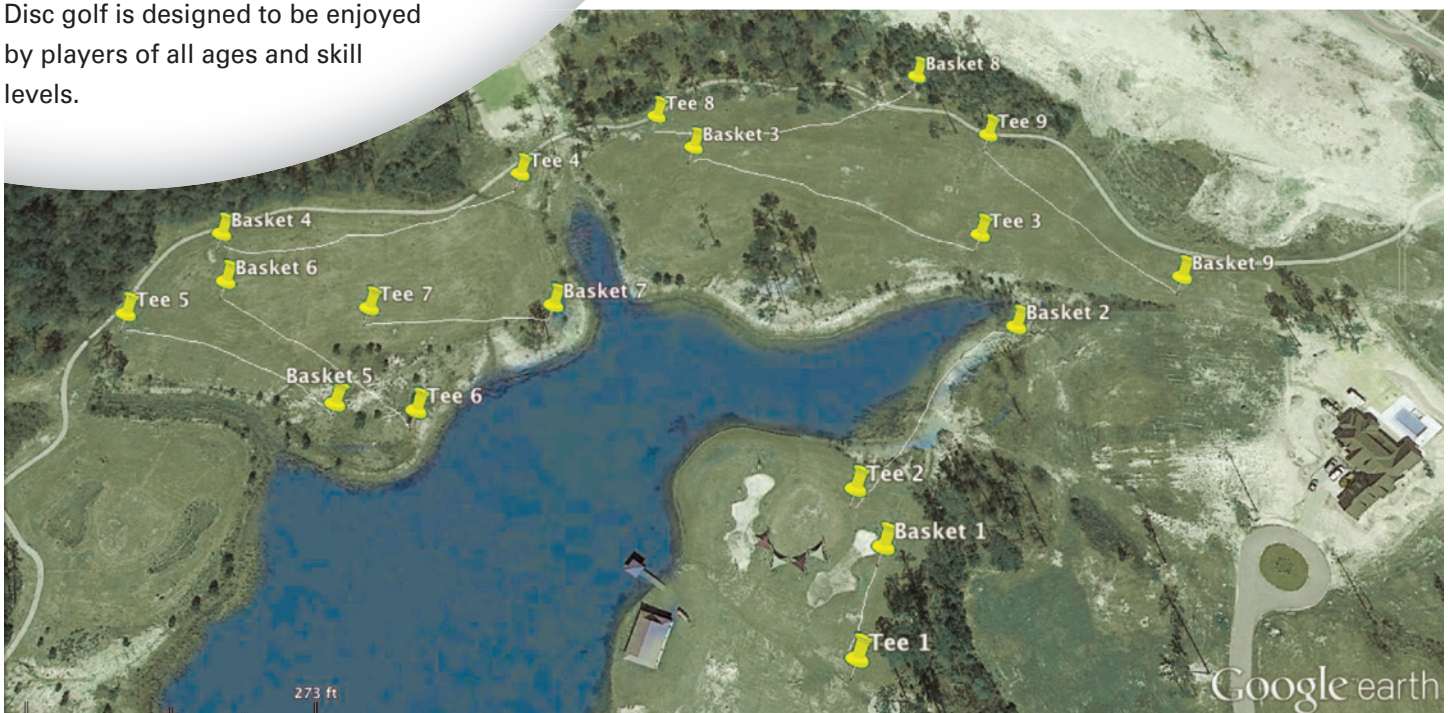 Disc golf is designed to be enjoyed
by players of all ages and skill
levels.
Basket 8
Tee 8
Tee 9
Basket 3
Tee 4
Basket 4
Tee 3
Basket 6
Basket 9
Tee 7
Basket 7
Tee 5
Basket 2
Basket 5
Tee 6
Tee 2
Basket 1
Tee 1
273 ft
Google earth